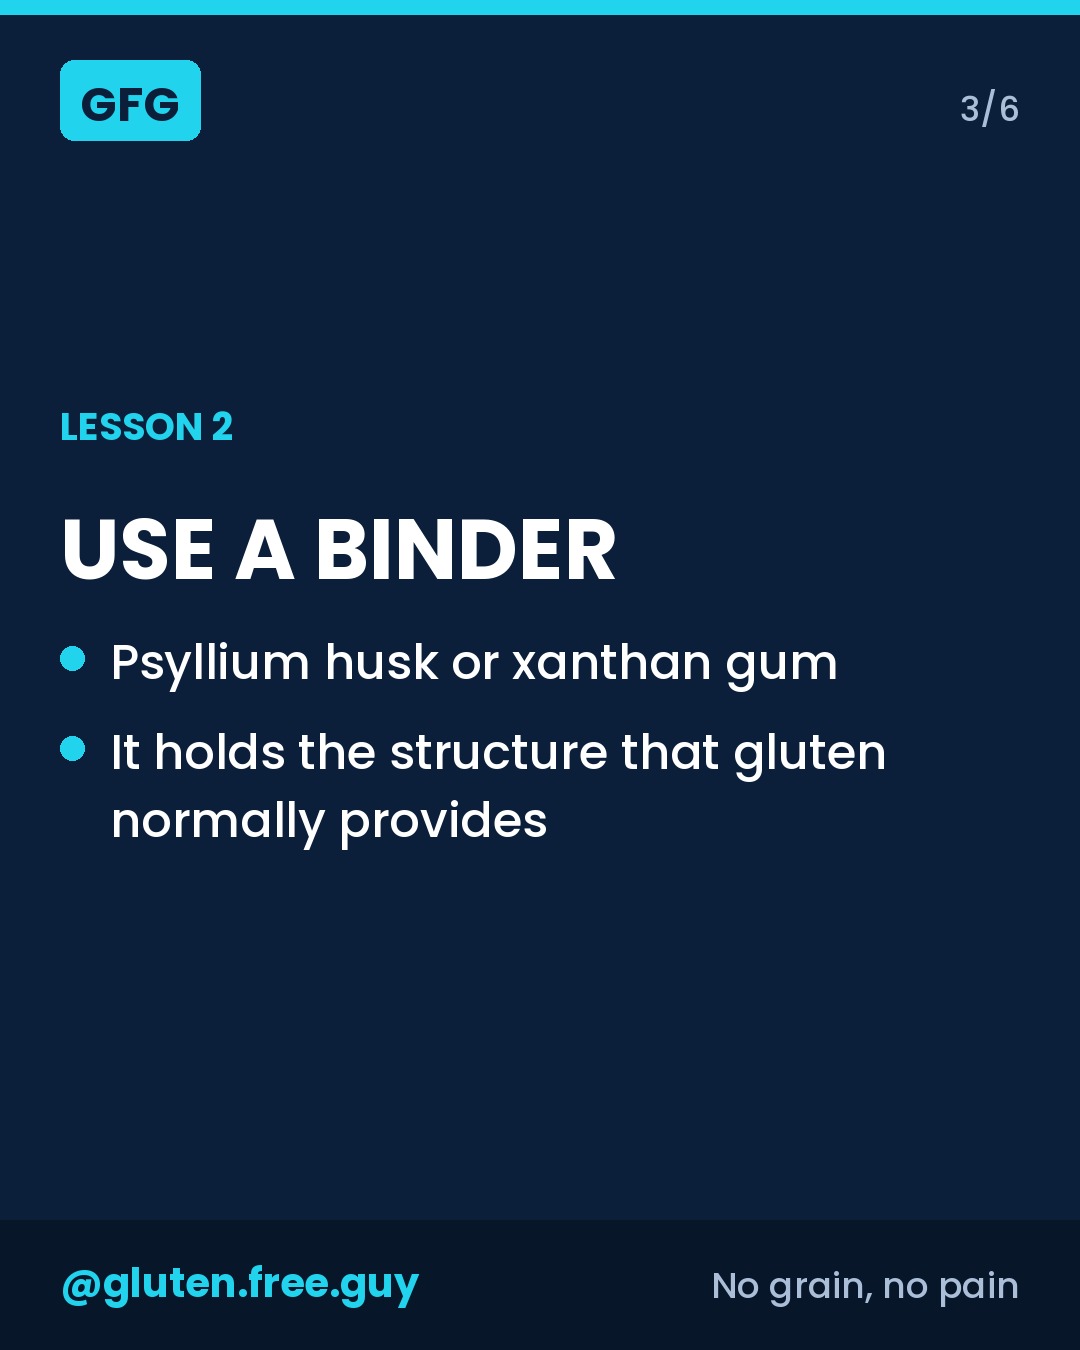 GFG
3/6
LESSON 2
USE A BINDER
Psyllium husk or xanthan gum
It holds the structure that gluten
normally provides
@gluten.free.guy
No grain, no pain